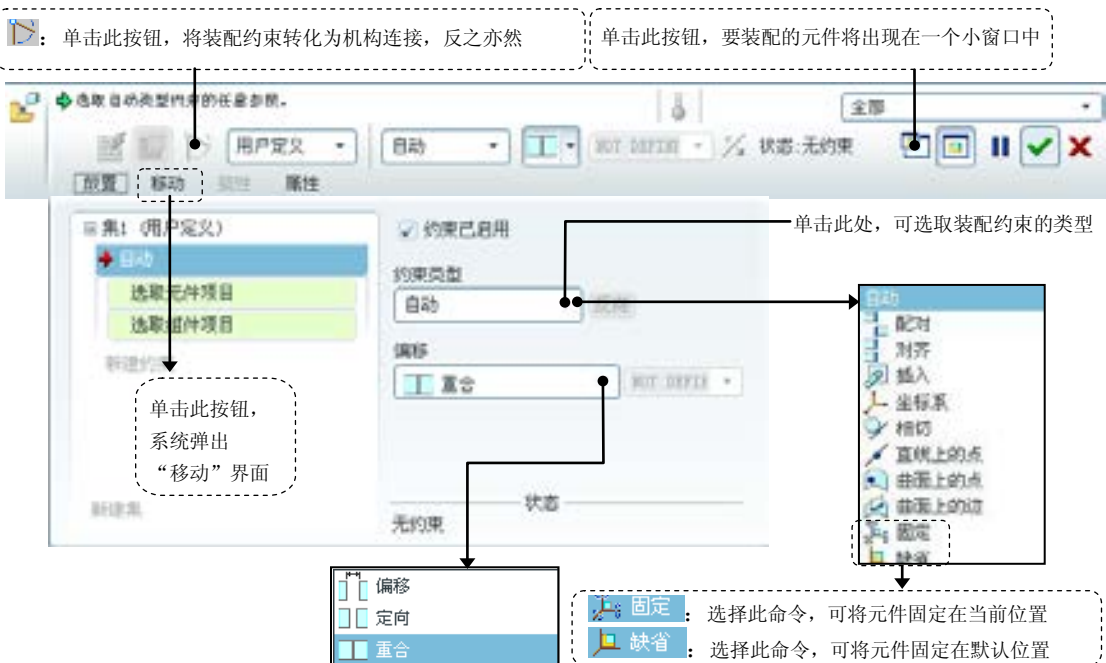 ：单击此按钮，将装配约束转化为机构连接，反之亦然
单击此按钮，要装配的元件将出现在一个小窗口中
选取自动类型约束的任意参照。
全部
用户定义
自动
NOT DEFINE
状态:无约束
放置
移动
属性
集1 (用户定义)
自动
选取元件项目
选取组件项目
新建约束
新建集
约束已启用
约束类型
自动
反向
偏移
重合
NOT DEFIN
状态
无约束
单击此处，可选取装配约束的类型
单击此按钮，
系统弹出
“移动”界面
自动
配对
对齐
插入
坐标系
相切
直线上的点
曲面上的点
曲面上的边
固定
缺省
偏移
定向
重合
固定 ：选择此命令，可将元件固定在当前位置
缺省 ：选择此命令，可将元件固定在默认位置